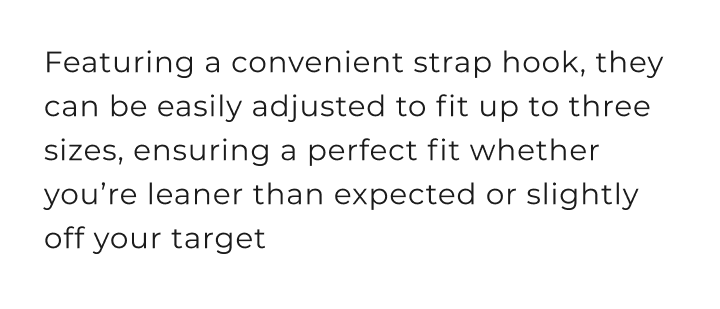 Featuring a convenient strap hook, they
can be easily adjusted to fit up to three
sizes, ensuring a perfect fit whether
you’re leaner than expected or slightly
off your target